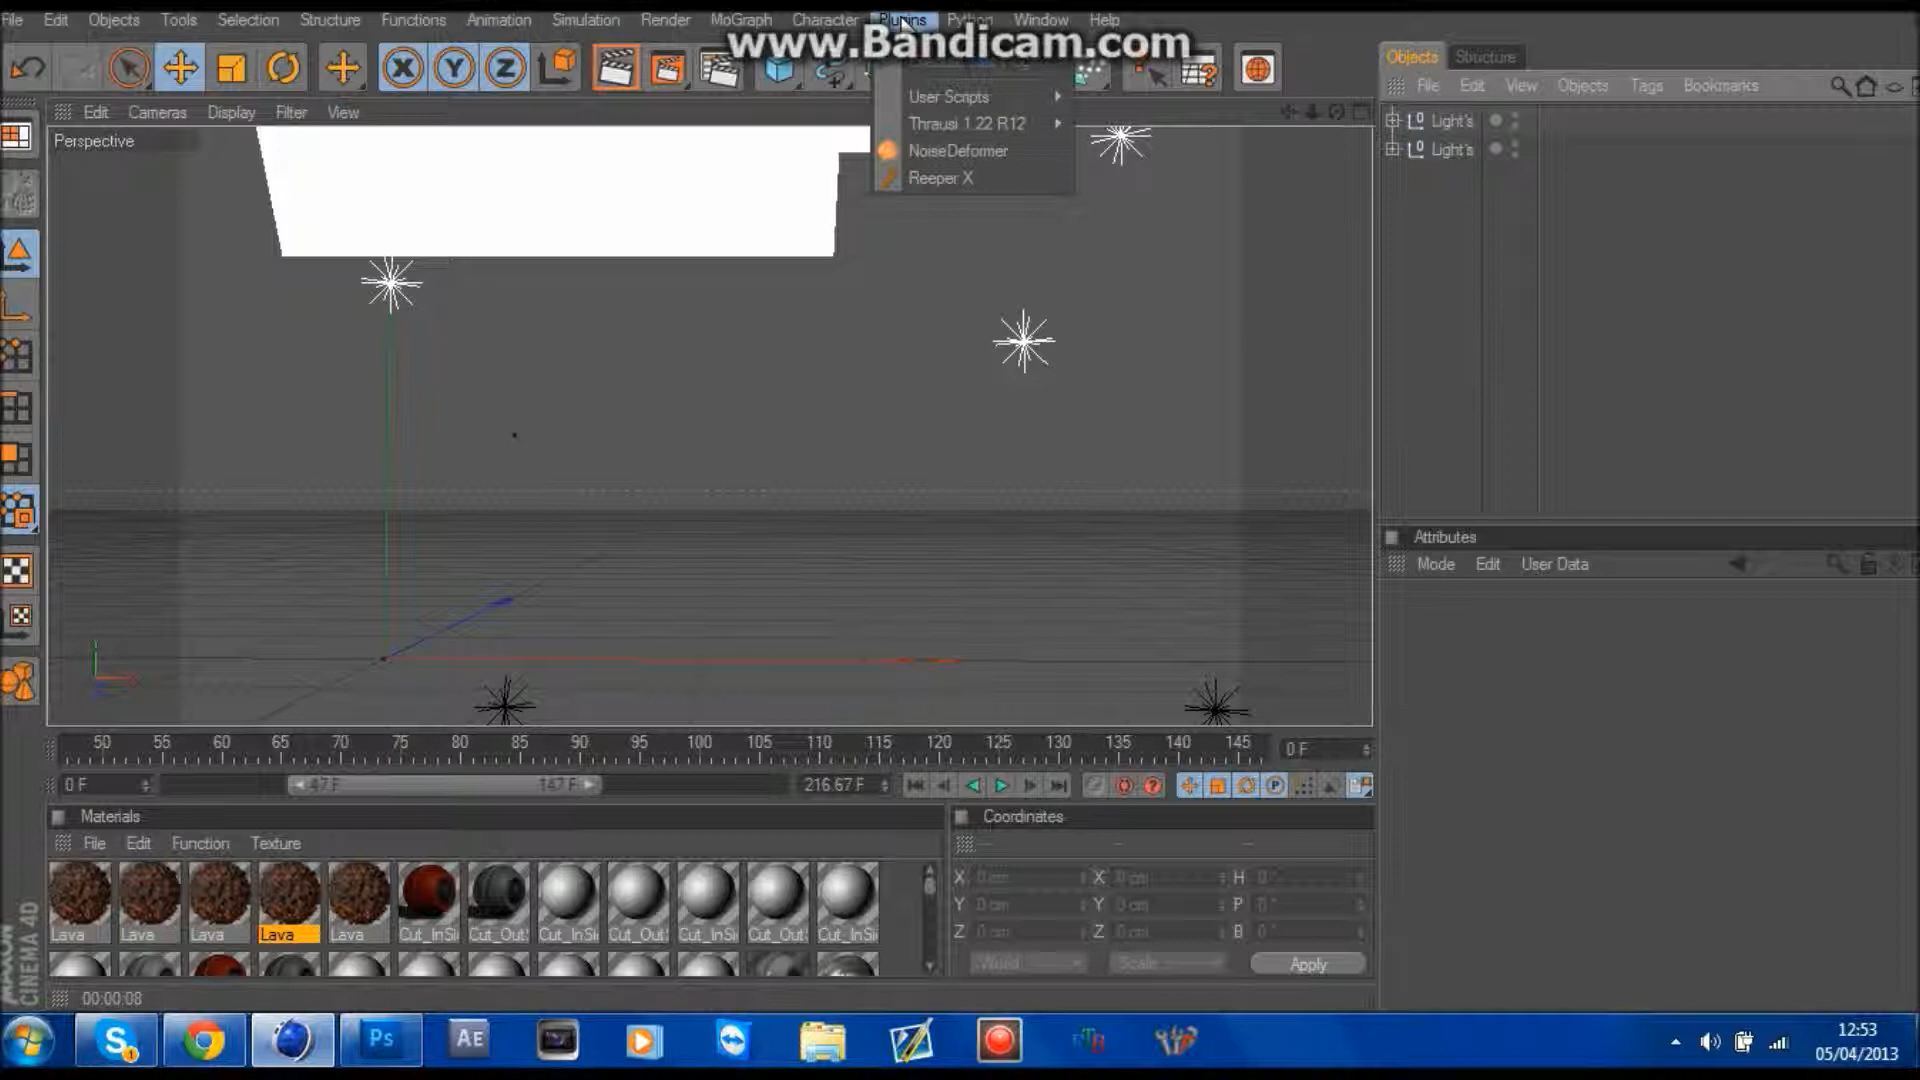 File Edit Objects Tools Selection Structure Functions Animation Simulation Render MoGraph Character Plugins Python Window Help
www.Bandicam.com
Objects Structure
File Edit View Objects Tags Bookmarks
Edit Cameras Display Filter View
Perspective
User Scripts
Thrausi 1.22 R12
NoiseDeformer
Reeper X
Light's
Light's
X Y Z
Attributes
Mode Edit User Data
50 55 60 65 70 75 80 85 90 95 100 105 110 115 120 125 130 135 140 145
0 F
0 F 47 F 147 F 216.67 F
Materials
File Edit Function Texture
Lava Lava Lava Lava Lava Cut_InSi Cut_OutS Cut_InSi Cut_OutS Cut_InSi Cut_OutS Cut_InSi
Coordinates
X 0 cm X 0 cm H 0 °
Y 0 cm Y 0 cm P 0 °
Z 0 cm Z 0 cm B 0 °
World Scale Apply
MAXON CINEMA 4D
00:00:08
Ps AE
12:53
05/04/2013